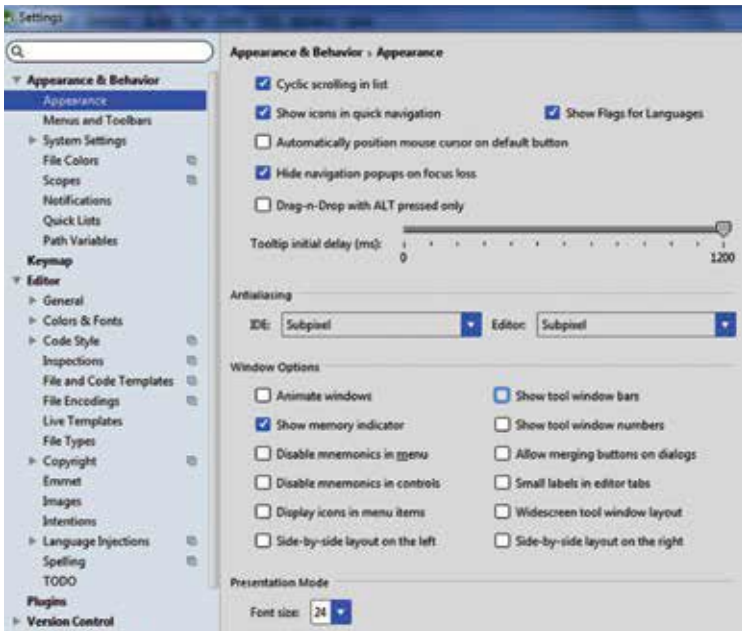 Settings
Appearance & Behavior
Appearance
Menus and Toolbars
System Settings
File Colors
Scopes
Notifications
Quick Lists
Path Variables
Keymap
Editor
General
Colors & Fonts
Code Style
Inspections
File and Code Templates
File Encodings
Live Templates
File Types
Copyright
Emmet
Images
Intentions
Language Injections
Spelling
TODO
Plugins
Version Control
Appearance & Behavior › Appearance
Cyclic scrolling in list
Show icons in quick navigation Show Flags for Languages
Automatically position mouse cursor on default button
Hide navigation popups on focus loss
Drag-n-Drop with ALT pressed only
Tooltip initial delay (ms):
0 1200
Antialiasing
IDE: Subpixel Editor: Subpixel
Window Options
Animate windows Show tool window bars
Show memory indicator Show tool window numbers
Disable mnemonics in menu Allow merging buttons on dialogs
Disable mnemonics in controls Small labels in editor tabs
Display icons in menu items Widescreen tool window layout
Side-by-side layout on the left Side-by-side layout on the right
Presentation Mode
Font size: 24